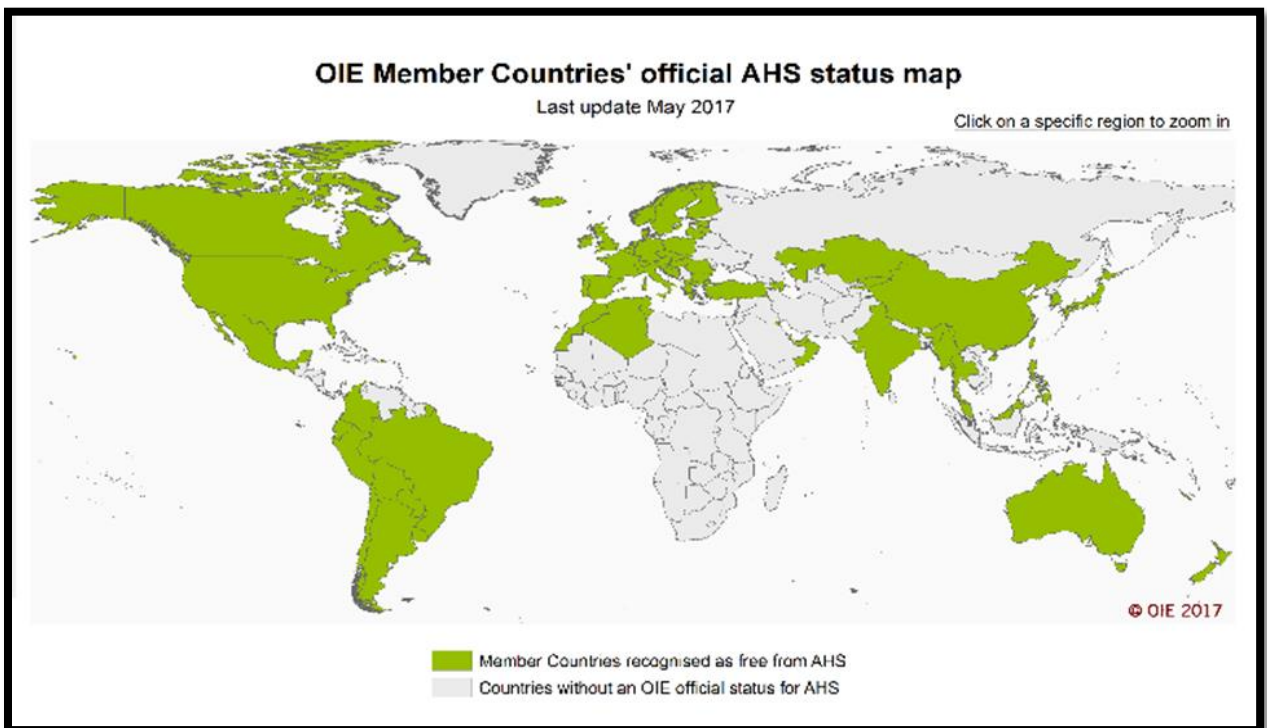 OIE Member Countries' official AHS status map
Last update May 2017
Click on a specific region to zoom in
© OIE 2017
Member Countries recognised as free from AHS
Countries without an OIE official status for AHS